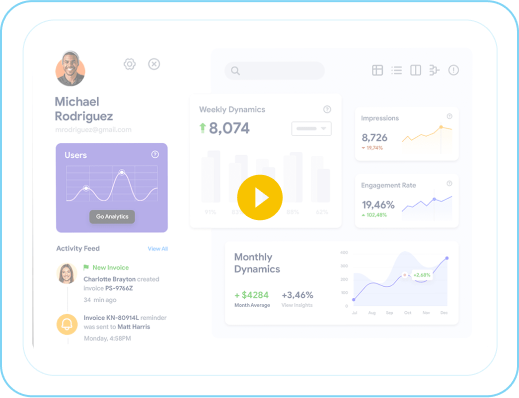 Michael
Rodriguez
mrodriguez@gmail.com
Users
Go Analytics
Activity Feed
View All
New Invoice
Charlotte Brayton created
invoice PS-9766Z
34 min ago
Invoice KN-80914L reminder
was sent to Matt Harris
Monday, 4:58PM
Weekly Dynamics
8,074
Impressions
8,726
19,74%
Engagement Rate
19,46%
+ 102,48%
Monthly
Dynamics
+ $4284
Month Average
+3,46%
View Insights
+2,48%
Jul Aug Sep Oct Nov Dec